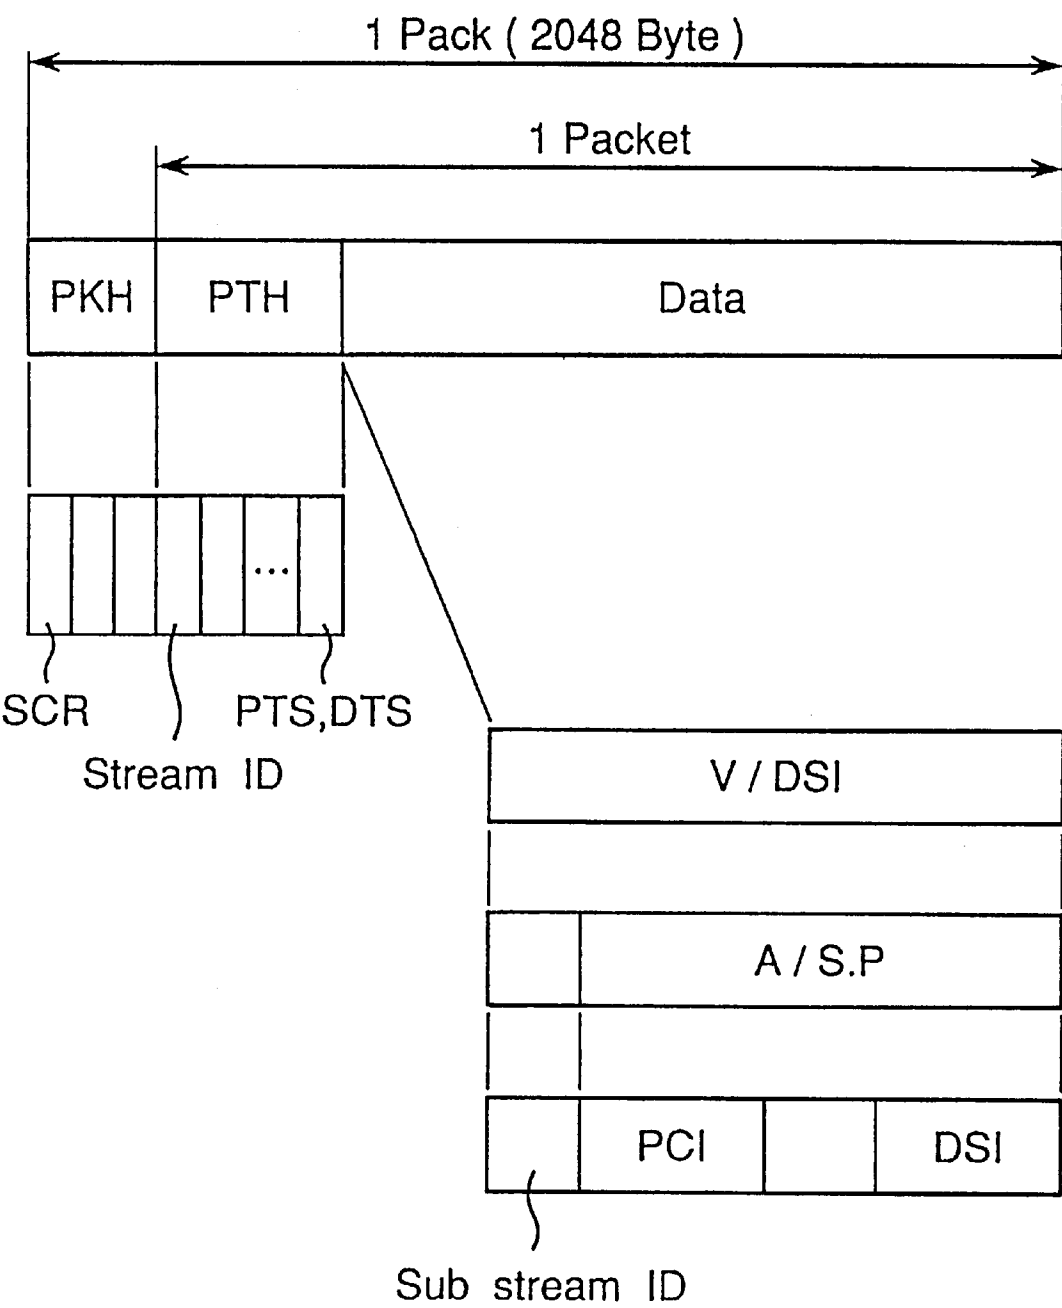 1 Pack ( 2048 Byte )
1 Packet
PKH PTH Data
...
SCR PTS,DTS
Stream ID
V / DSI
A / S.P
PCI DSI
Sub stream ID